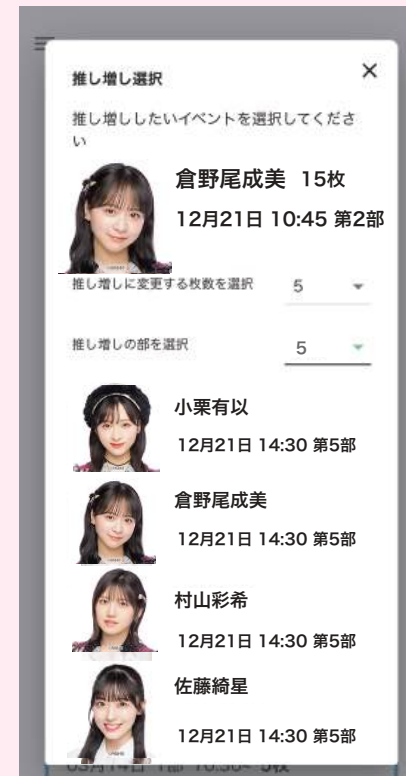 推し増し選択
推し増ししたいイベントを選択してくださ
い
倉野尾成美 15枚
12月21日 10:45 第2部
推し増しに変更する枚数を選択 5
推し増しの部を選択 5
小栗有以
12月21日 14:30 第5部
倉野尾成美
12月21日 14:30 第5部
村山彩希
12月21日 14:30 第5部
佐藤綺星
12月21日 14:30 第5部